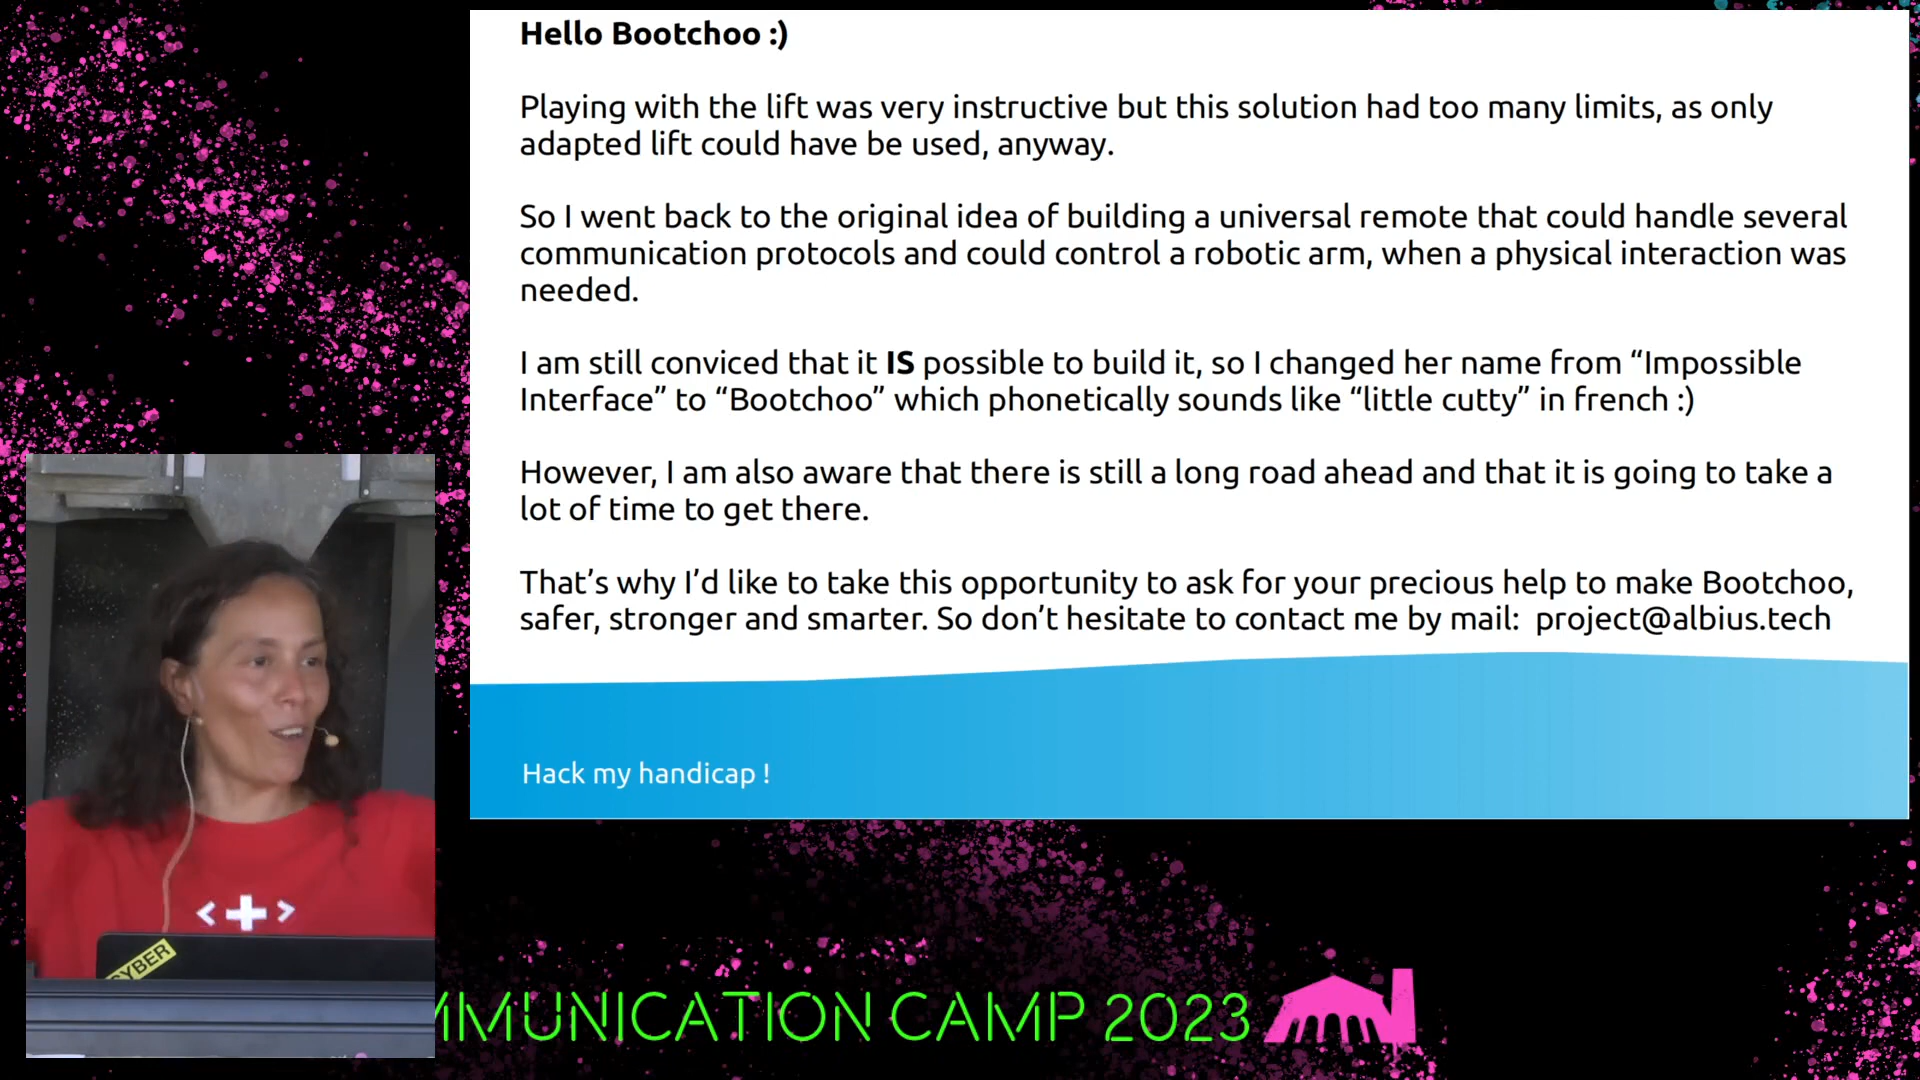 Hello Bootchoo :)
Playing with the lift was very instructive but this solution had too many limits, as only
adapted lift could have be used, anyway.
So I went back to the original idea of building a universal remote that could handle several
communication protocols and could control a robotic arm, when a physical interaction was
needed.
I am still conviced that it IS possible to build it, so I changed her name from “Impossible
Interface” to “Bootchoo” which phonetically sounds like “little cutty” in french :)
However, I am also aware that there is still a long road ahead and that it is going to take a
lot of time to get there.
That’s why I’d like to take this opportunity to ask for your precious help to make Bootchoo,
safer, stronger and smarter. So don’t hesitate to contact me by mail: project@albius.tech
Hack my handicap !
< + >
YBER
MMUNICATION CAMP 2023